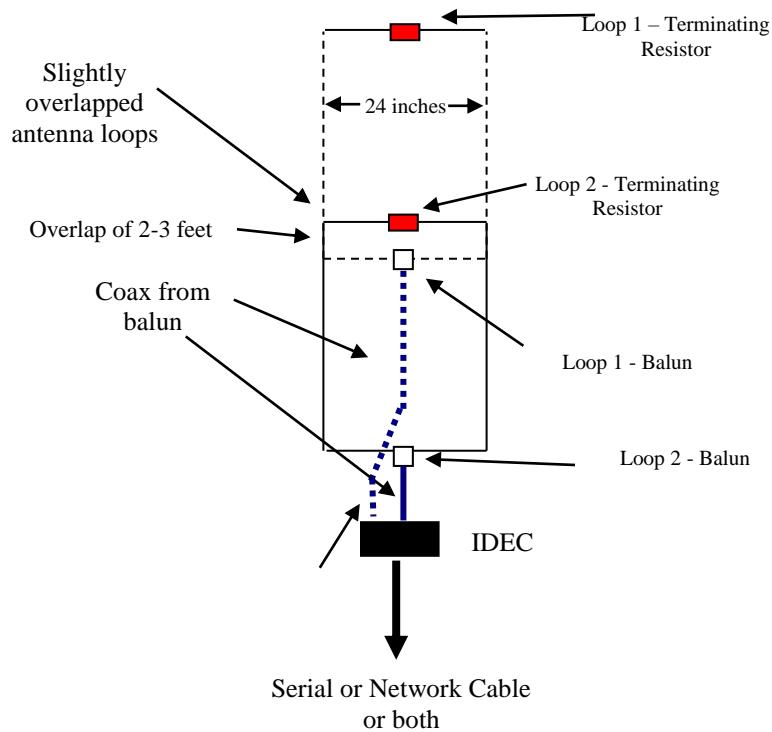 Loop 1 – Terminating
Resistor
Slightly
overlapped
antenna loops
24 inches
Loop 2 - Terminating
Resistor
Overlap of 2-3 feet
Coax from
balun
Loop 1 - Balun
Loop 2 - Balun
IDEC
Serial or Network Cable
or both